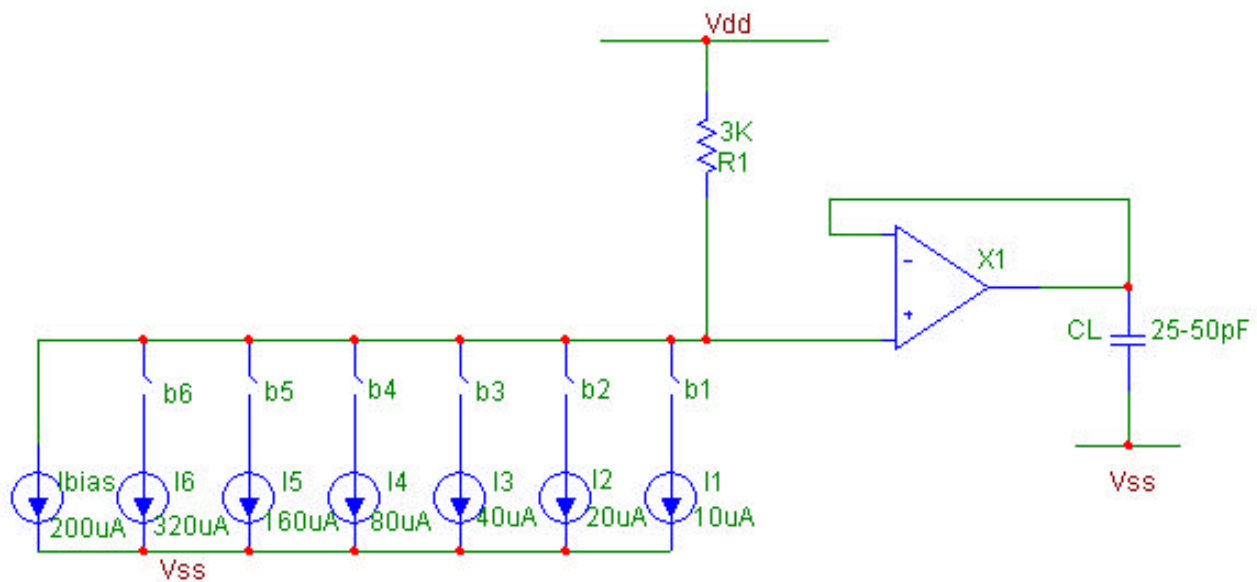 Vdd
3K
R1
X1
-
+
CL 25-50pF
b6 b5 b4 b3 b2 b1
Ibias I6 I5 I4 I3 I2 I1
200uA 320uA 160uA 80uA 40uA 20uA 10uA
Vss
Vss